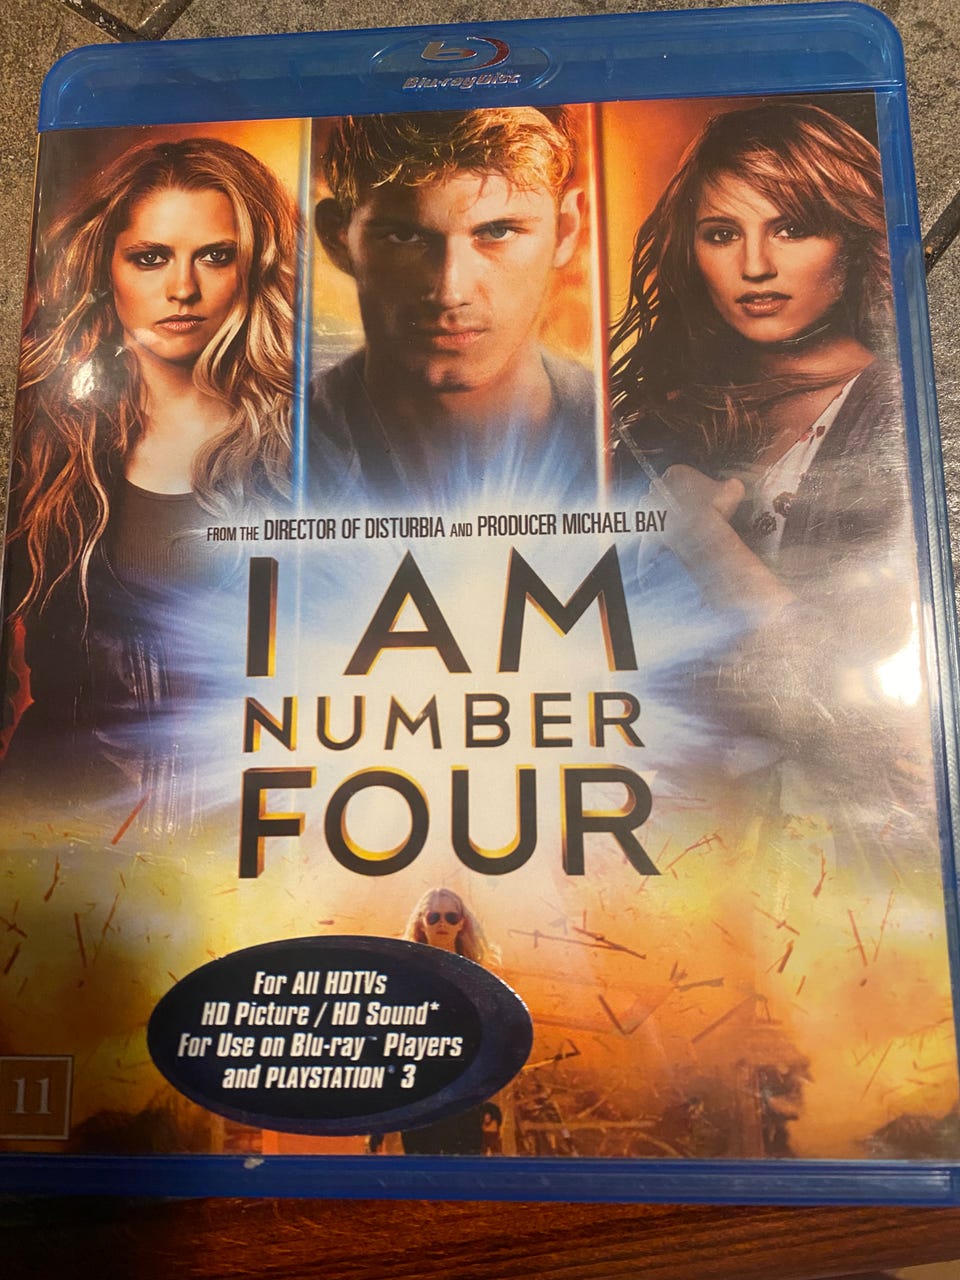 Blu-ray Disc
FROM THE DIRECTOR OF DISTURBIA AND PRODUCER MICHAEL BAY
I AM
NUMBER
FOUR
For All HDTVs
HD Picture / HD Sound*
For Use on Blu-ray™ Players
and PLAYSTATION® 3
11